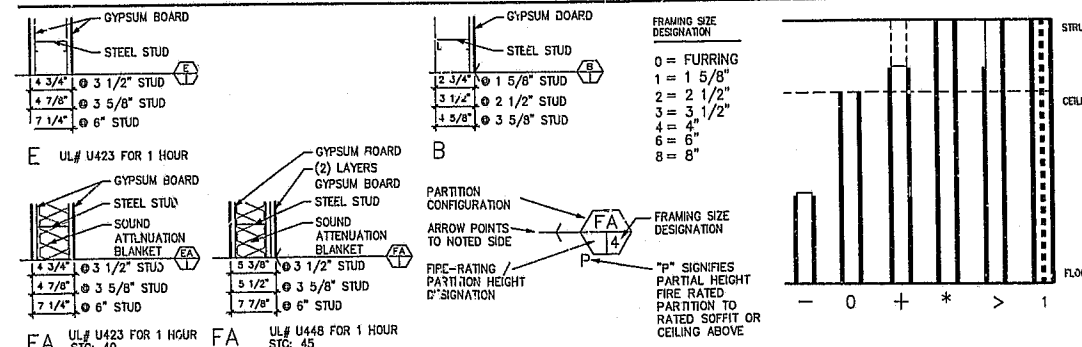 GYPSUM BOARD
STEEL STUD
E
4 3/4" @ 3 1/2" STUD
4 7/8" @ 3 5/8" STUD
7 1/4" @ 6" STUD
E UL# U423 FOR 1 HOUR
GYPSUM BOARD
STEEL STUD
B
2 3/4" @ 1 5/8" STUD
3 1/2" @ 2 1/2" STUD
4 5/8" @ 3 5/8" STUD
B
FRAMING SIZE
DESIGNATION
0 = FURRING
1 = 1 5/8"
2 = 2 1/2"
3 = 3 1/2"
4 = 4"
6 = 6"
8 = 8"
GYPSUM BOARD
STEEL STUD
SOUND
ATTENUATION
BLANKET
EA
4 3/4" @ 3 1/2" STUD
4 7/8" @ 3 5/8" STUD
7 1/4" @ 6" STUD
EA UL# U423 FOR 1 HOUR
STC: 40
GYPSUM BOARD
(2) LAYERS
GYPSUM BOARD
STEEL STUD
SOUND
ATTENUATION
BLANKET
FA
5 3/8" @ 3 1/2" STUD
5 1/2" @ 3 5/8" STUD
7 7/8" @ 6" STUD
FA UL# U448 FOR 1 HOUR
STC: 45
PARTITION
CONFIGURATION
ARROW POINTS
TO NOTED SIDE
FIRE-RATING /
PARTITION HEIGHT
DESIGNATION
FA
4
P
FRAMING SIZE
DESIGNATION
"P" SIGNIFIES
PARTIAL HEIGHT
FIRE RATED
PARTITION TO
RATED SOFFIT OR
CEILING ABOVE
STRU
CEIL
FLOO
- 0 + * > 1